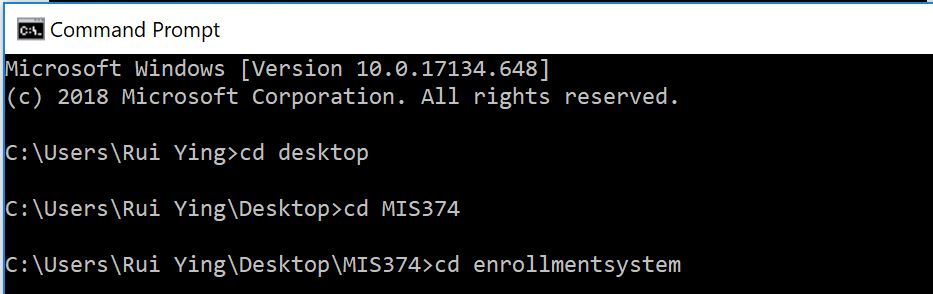 Command Prompt
Microsoft Windows [Version 10.0.17134.648]
(c) 2018 Microsoft Corporation. All rights reserved.
C:\Users\Rui Ying>cd desktop
C:\Users\Rui Ying\Desktop>cd MIS374
C:\Users\Rui Ying\Desktop\MIS374>cd enrollmentsystem